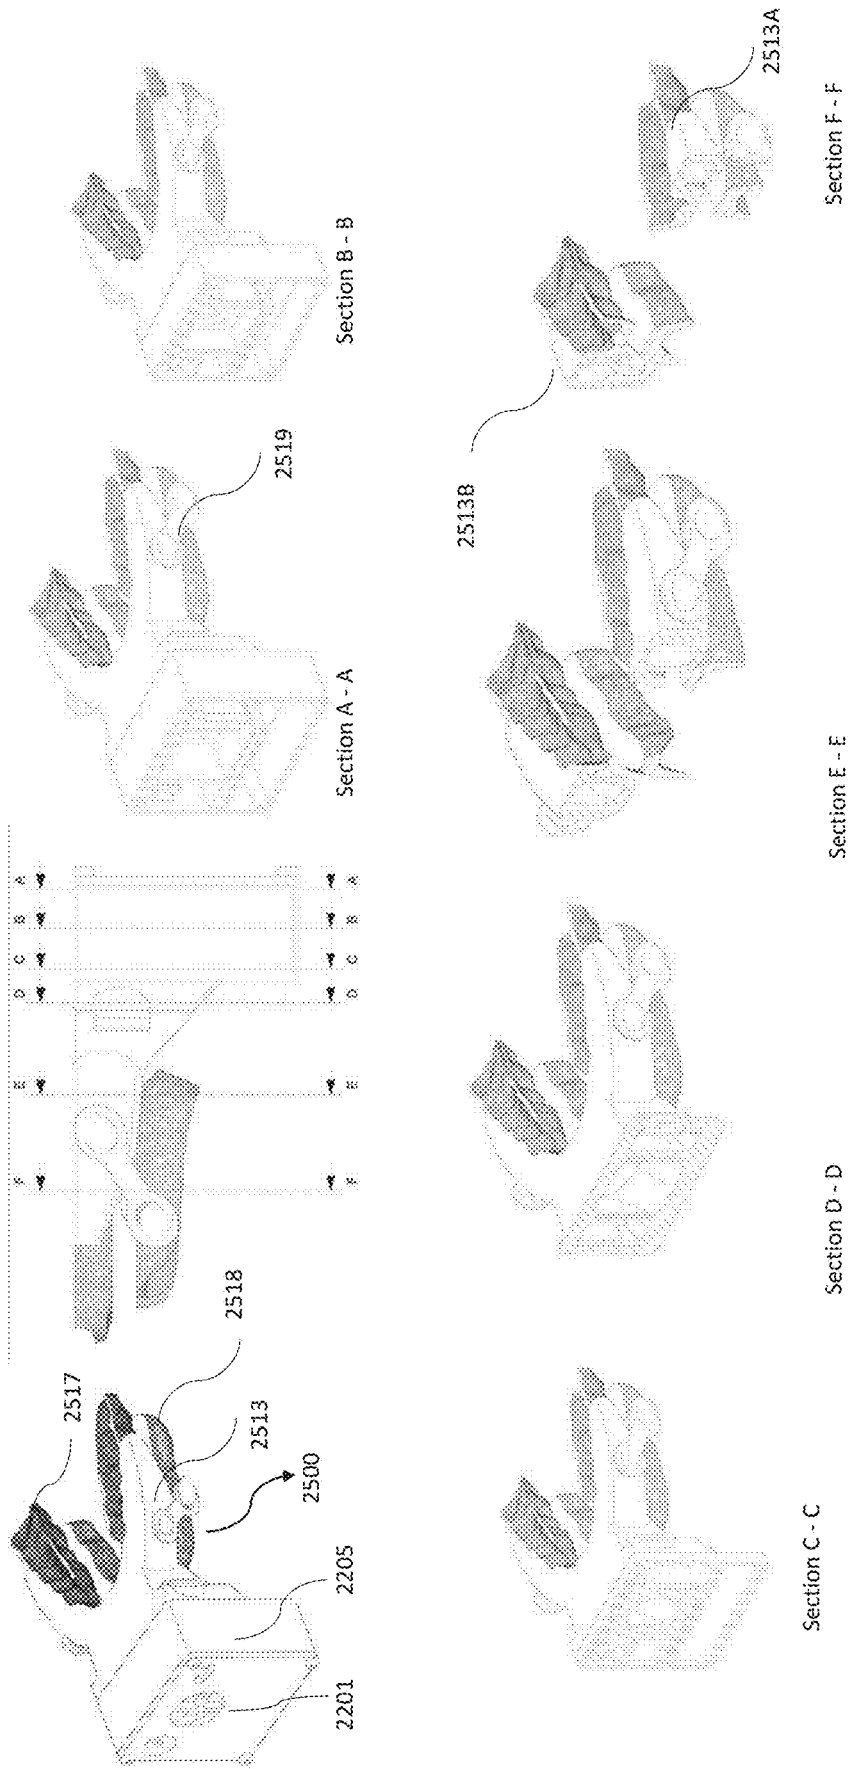 2517
2518
2513
2500
2205
2201
F E D C B A
F E D C B A
2519
Section A - A
Section B - B
2513B
2513A
Section C - C
Section D - D
Section E - E
Section F - F